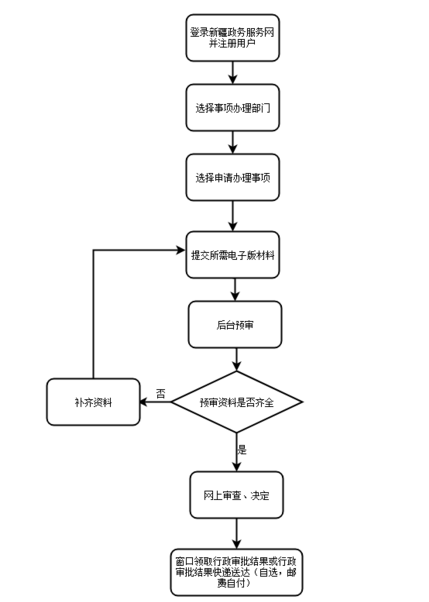 登录新疆政务服务网
并注册用户
选择事项办理部门
选择申请办理事项
提交所需电子版材料
后台预审
补齐资料
否
预审资料是否齐全
是
网上审查、决定
窗口领取行政审批结果或行政
审批结果快递送达（自选，邮
费自付）